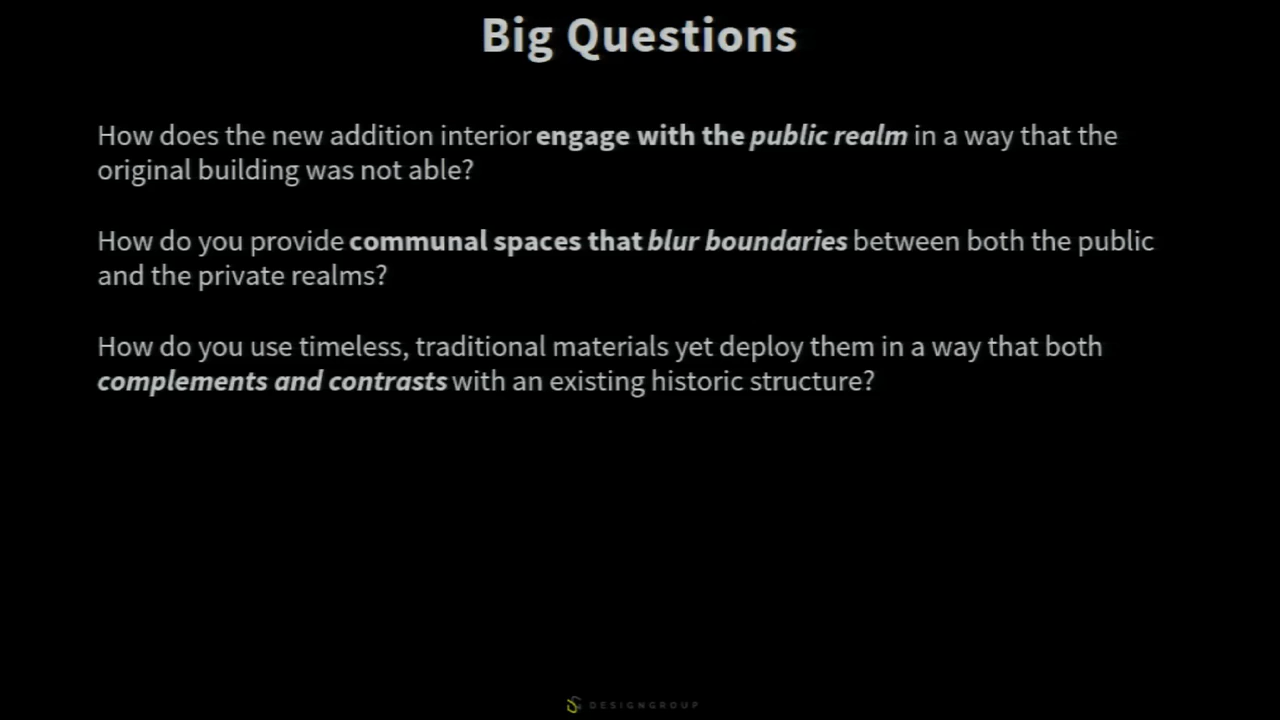 Big Questions
How does the new addition interior engage with the public realm in a way that the
original building was not able?
How do you provide communal spaces that blur boundaries between both the public
and the private realms?
How do you use timeless, traditional materials yet deploy them in a way that both
complements and contrasts with an existing historic structure?
DESIGNGROUP